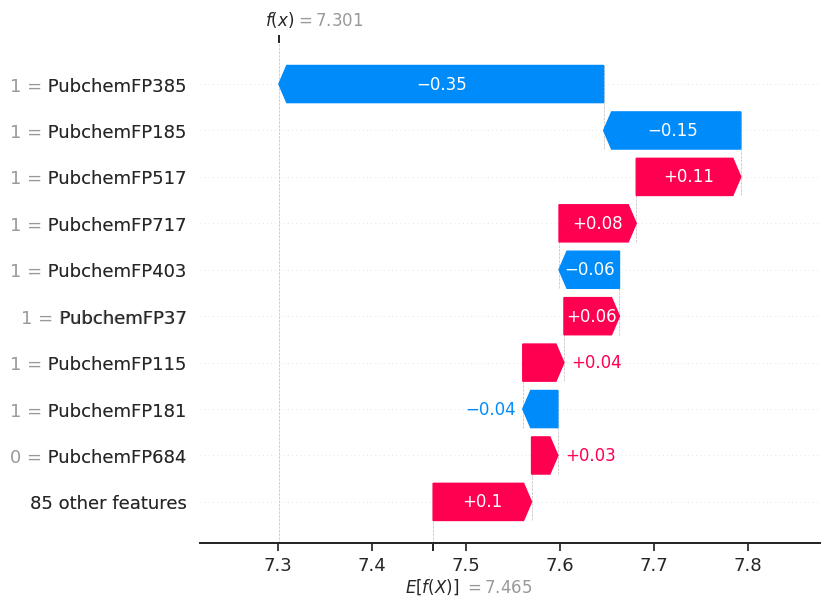 f(x) = 7.301
1 = PubchemFP385
−0.35
1 = PubchemFP185
−0.15
1 = PubchemFP517
+0.11
1 = PubchemFP717
+0.08
1 = PubchemFP403
−0.06
1 = PubchemFP37
+0.06
1 = PubchemFP115
+0.04
1 = PubchemFP181
−0.04
0 = PubchemFP684
+0.03
85 other features
+0.1
7.3 7.4 7.5 7.6 7.7 7.8
E[f(X)] = 7.465